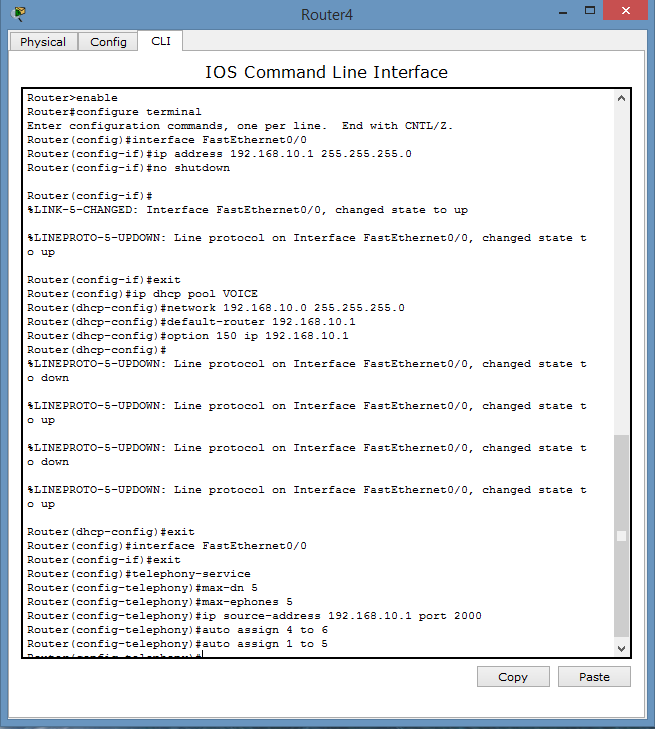 Router4
Physical Config CLI
IOS Command Line Interface
Router>enable
Router#configure terminal
Enter configuration commands, one per line.  End with CNTL/Z.
Router(config)#interface FastEthernet0/0
Router(config-if)#ip address 192.168.10.1 255.255.255.0
Router(config-if)#no shutdown
Router(config-if)#
%LINK-5-CHANGED: Interface FastEthernet0/0, changed state to up
%LINEPROTO-5-UPDOWN: Line protocol on Interface FastEthernet0/0, changed state t
o up
Router(config-if)#exit
Router(config)#ip dhcp pool VOICE
Router(dhcp-config)#network 192.168.10.0 255.255.255.0
Router(dhcp-config)#default-router 192.168.10.1
Router(dhcp-config)#option 150 ip 192.168.10.1
Router(dhcp-config)#
%LINEPROTO-5-UPDOWN: Line protocol on Interface FastEthernet0/0, changed state t
o down
%LINEPROTO-5-UPDOWN: Line protocol on Interface FastEthernet0/0, changed state t
o up
%LINEPROTO-5-UPDOWN: Line protocol on Interface FastEthernet0/0, changed state t
o down
%LINEPROTO-5-UPDOWN: Line protocol on Interface FastEthernet0/0, changed state t
o up
Router(dhcp-config)#exit
Router(config)#interface FastEthernet0/0
Router(config-if)#exit
Router(config)#telephony-service
Router(config-telephony)#max-dn 5
Router(config-telephony)#max-ephones 5
Router(config-telephony)#ip source-address 192.168.10.1 port 2000
Router(config-telephony)#auto assign 4 to 6
Router(config-telephony)#auto assign 1 to 5
Router(config-telephony)#
Copy Paste